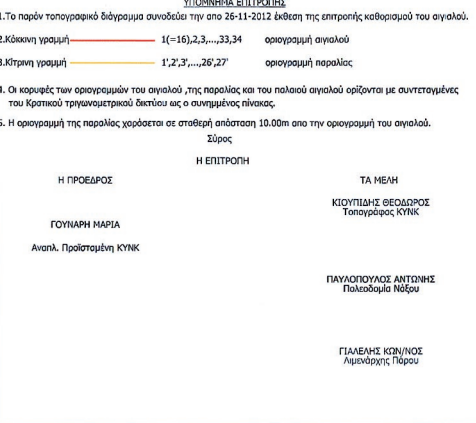 ΥΠΟΜΝΗΜΑ ΕΠΙΤΡΟΠΗΣ
1.Το παρόν τοπογραφικό διάγραμμα συνοδεύει την απο 26-11-2012 έκθεση της επιτροπής καθορισμού του αιγιαλού.
2.Κόκκινη γραμμή 1(=16),2,3,...,33,34 οριογραμμή αιγιαλού
3.Κίτρινη γραμμή 1',2',3',...,26'27' οριογραμμή παραλίας
4. Οι κορυφές των οριογραμμών του αιγιαλού ,της παραλίας και του παλαιού αιγιαλού ορίζονται με συντεταγμένες
του Κρατικού τριγωνομετρικού δικτύου ως ο συνημμένος πίνακας.
5. Η οριογραμμή της παραλίας χαράσεται σε σταθερή απόσταση 10.00m απο την οριογραμμή του αιγιαλού.
Σύρος
Η ΕΠΙΤΡΟΠΗ
Η ΠΡΟΕΔΡΟΣ ΤΑ ΜΕΛΗ
ΚΙΟΥΠΙΔΗΣ ΘΕΟΔΩΡΟΣ
Τοπογράφος ΚΥΝΚ
ΓΟΥΝΑΡΗ ΜΑΡΙΑ
Αναπλ. Προϊσταμένη ΚΥΝΚ
ΠΑΥΛΟΠΟΥΛΟΣ ΑΝΤΩΝΗΣ
Πολεοδομία Νάξου
ΓΙΑΛΕΛΗΣ ΚΩΝ/ΝΟΣ
Λιμενάρχης Πάρου